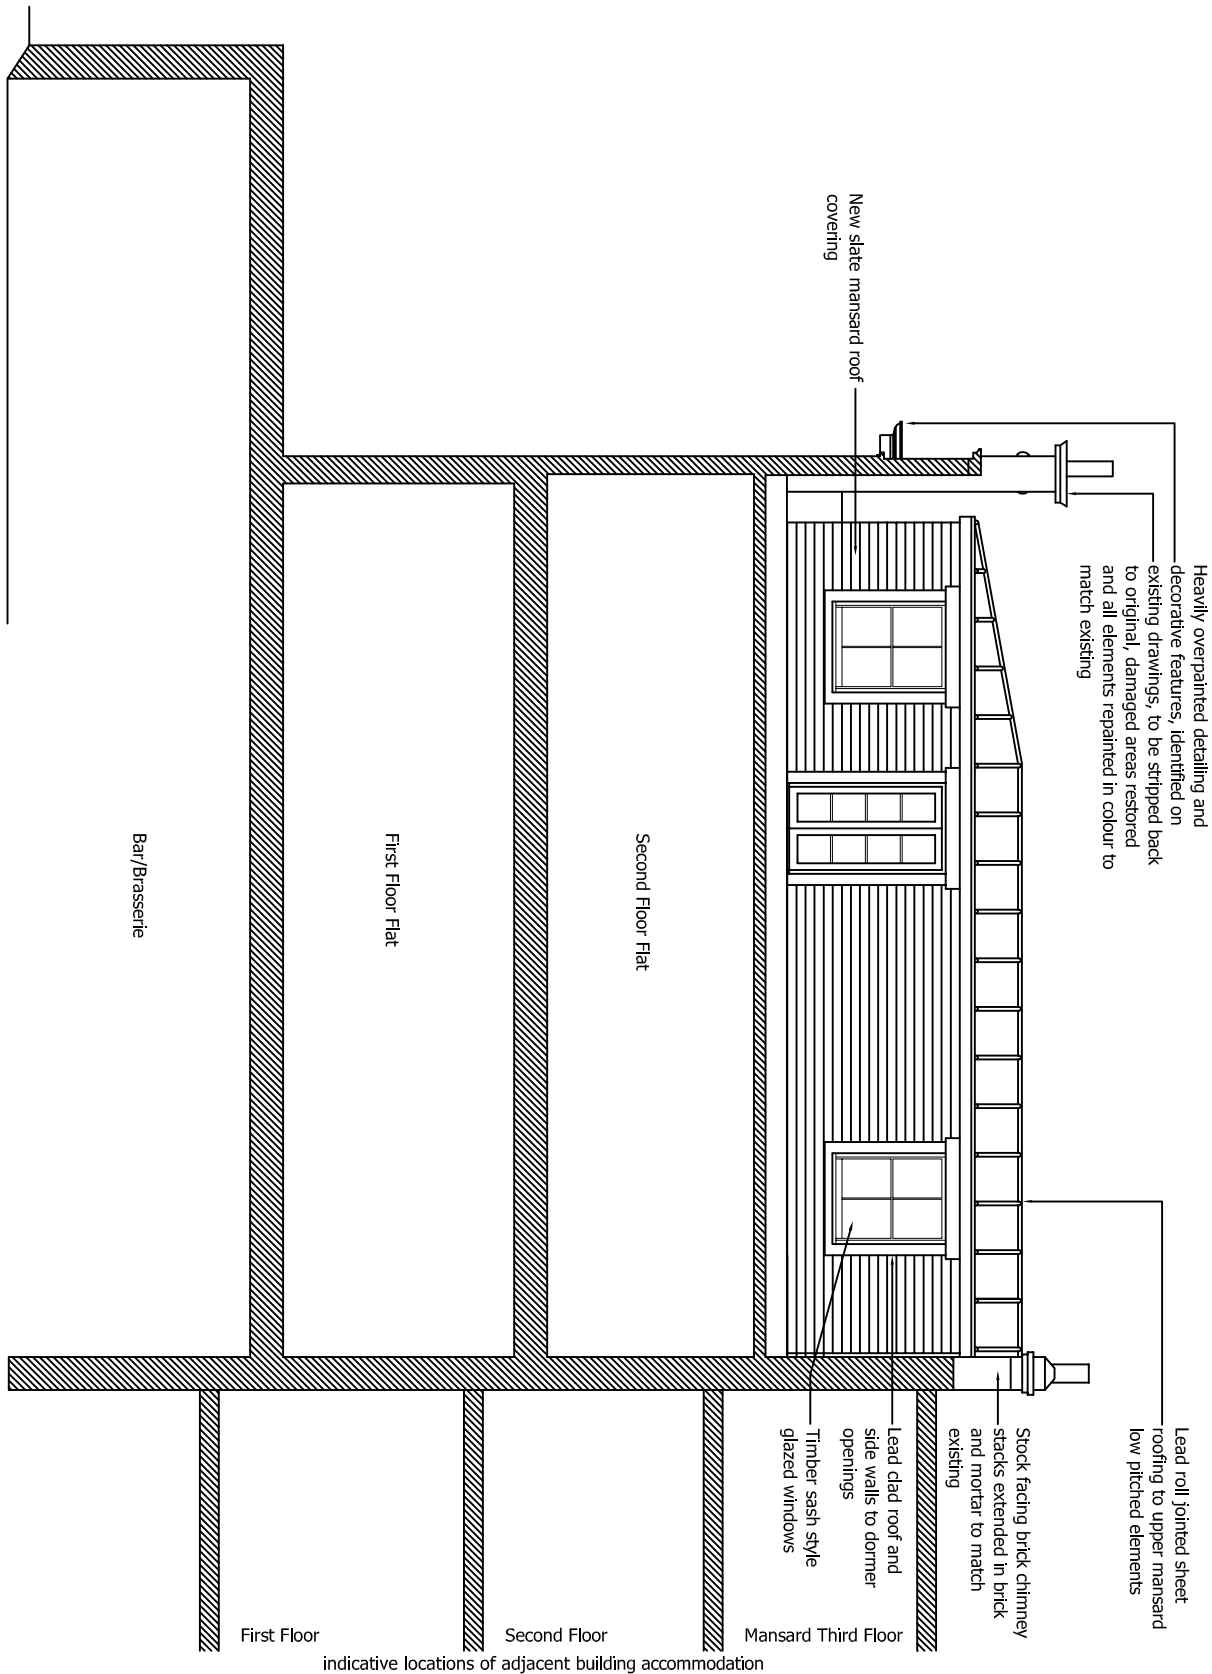 Heavily overpainted detailing and
decorative features, identified on
existing drawings, to be stripped back
to original, damaged areas restored
and all elements repainted in colour to
match existing
Lead roll jointed sheet
roofing to upper mansard
low pitched elements
New slate mansard roof
covering
Stock facing brick chimney
stacks extended in brick
and mortar to match
existing
Lead clad roof and
side walls to dormer
openings
Timber sash style
glazed windows
Second Floor Flat
First Floor Flat
Bar/Brasserie
Mansard Third Floor
Second Floor
First Floor
indicative locations of adjacent building accommodation